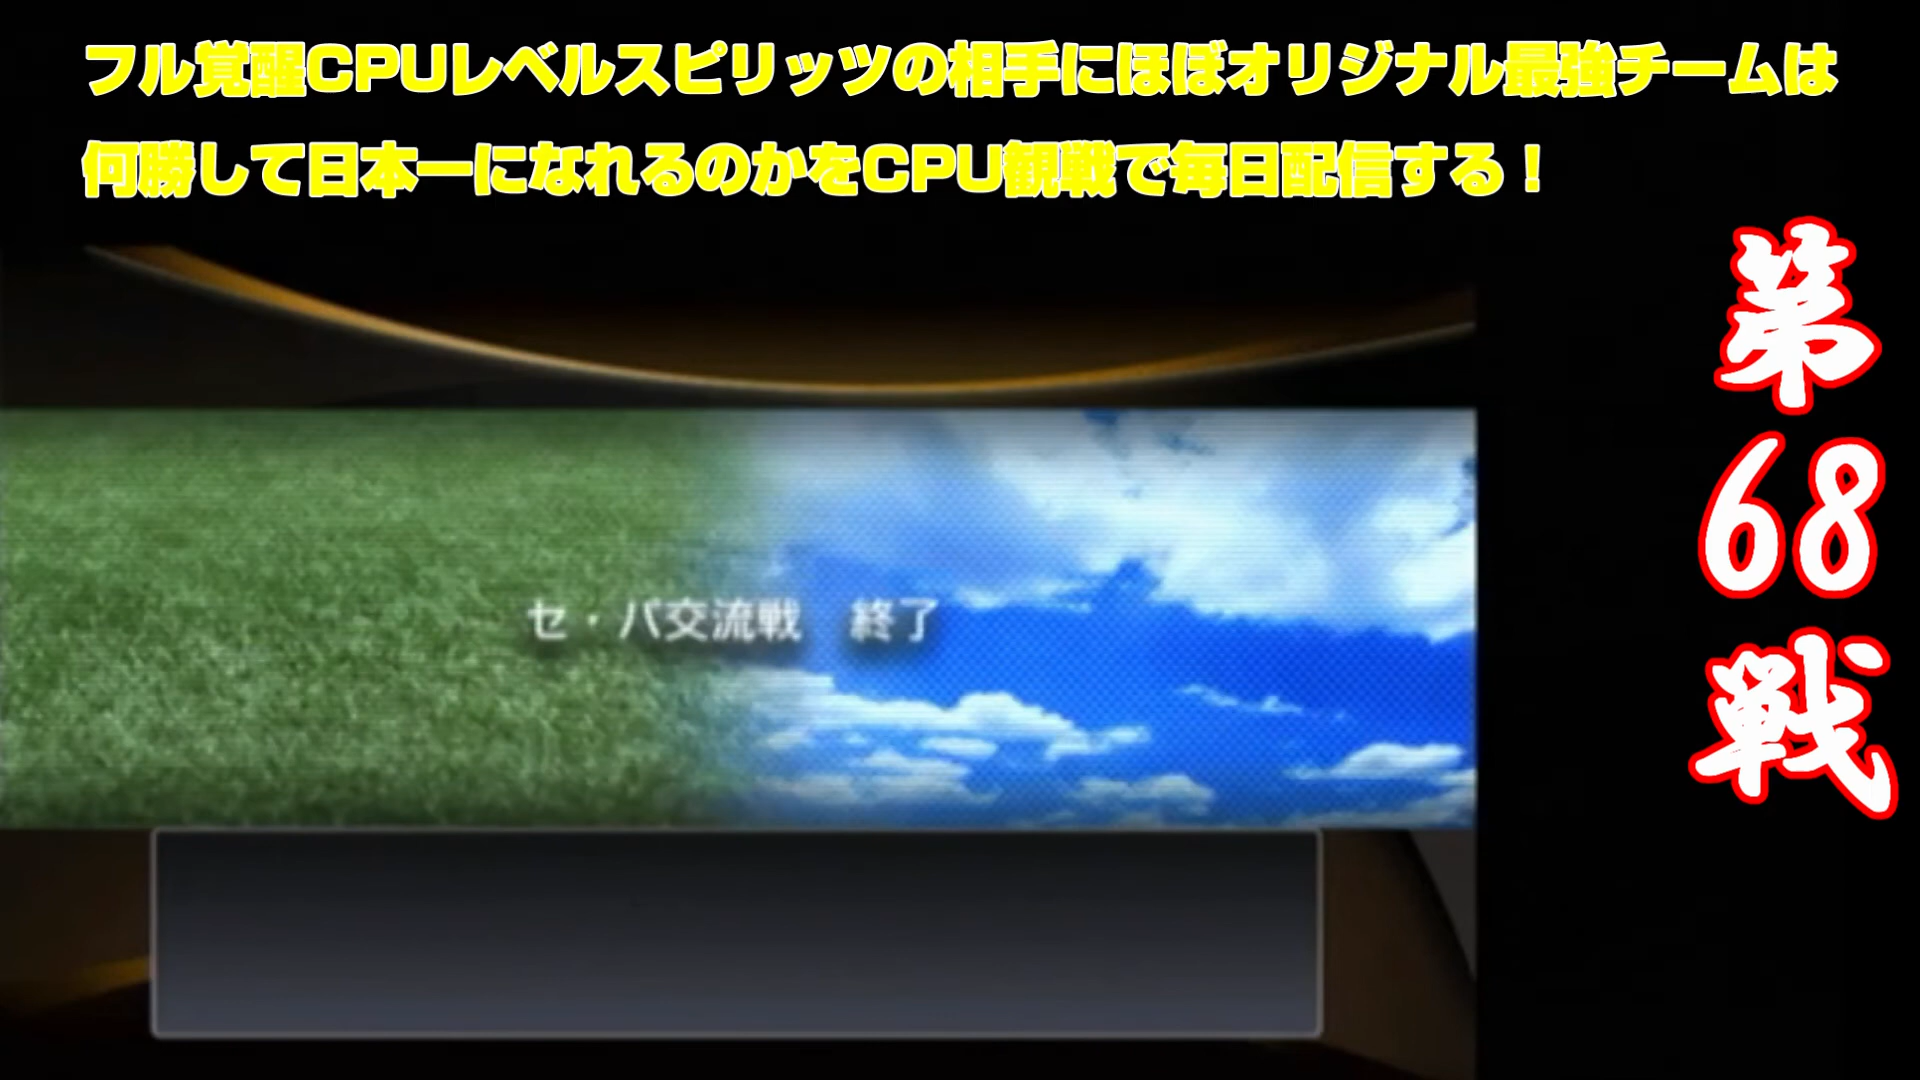 フル覚醒CPUレベルスピリッツの相手にほぼオリジナル最強チームは
何勝して日本一になれるのかをCPU観戦で毎日配信する！
第68戦
セ・パ交流戦　終了